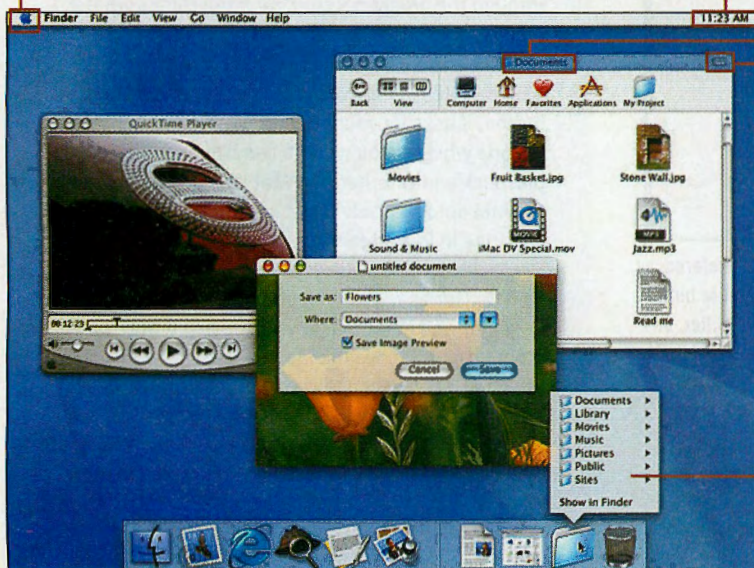 Finder File Edit View Go Window Help
11:23 AM
Documents
Back View Computer Home Favorites Applications My Project
QuickTime Player
Movies Fruit Basket.jpg Stone Wall.jpg
MOVIE MP3
Sound & Music iMac DV Special.mov Jazz.mp3
untitled document
Save as: Flowers
Where: Documents
Read me
00:12:29
Save Image Preview
Cancel Save
Documents
Library
Movies
Music
Pictures
Public
Sites
Show in Finder